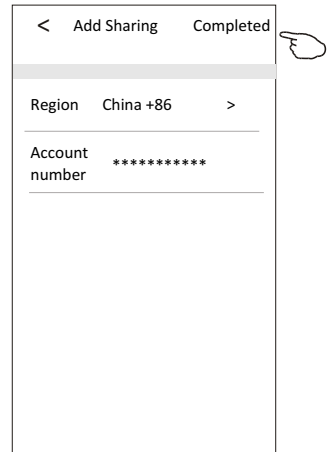 < Add Sharing Completed
Region China +86 >
Account
number ***********